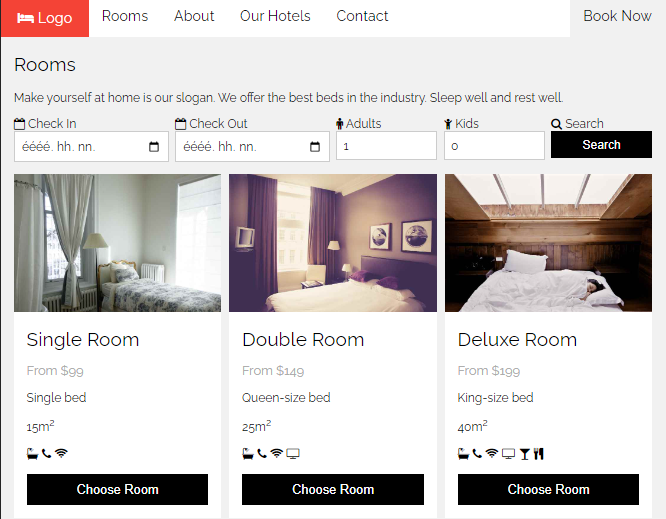 Logo Rooms About Our Hotels Contact Book Now
Rooms
Make yourself at home is our slogan. We offer the best beds in the industry. Sleep well and rest well.
Check In Check Out Adults Kids Search
éééé. hh. nn. éééé. hh. nn. 1 0 Search
Single Room Double Room Deluxe Room
From $99 From $149 From $199
Single bed Queen-size bed King-size bed
15m² 25m² 40m²
Choose Room Choose Room Choose Room